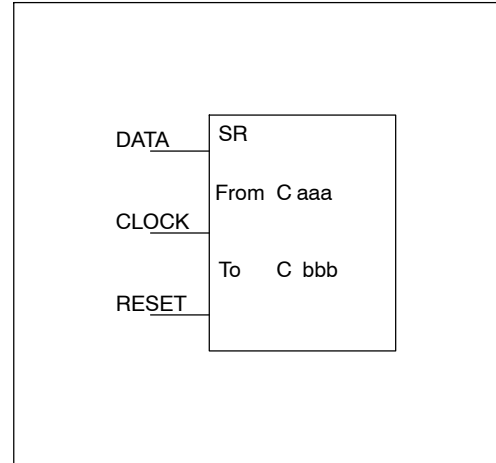 DATA
SR
From C aaa
CLOCK
To C bbb
RESET